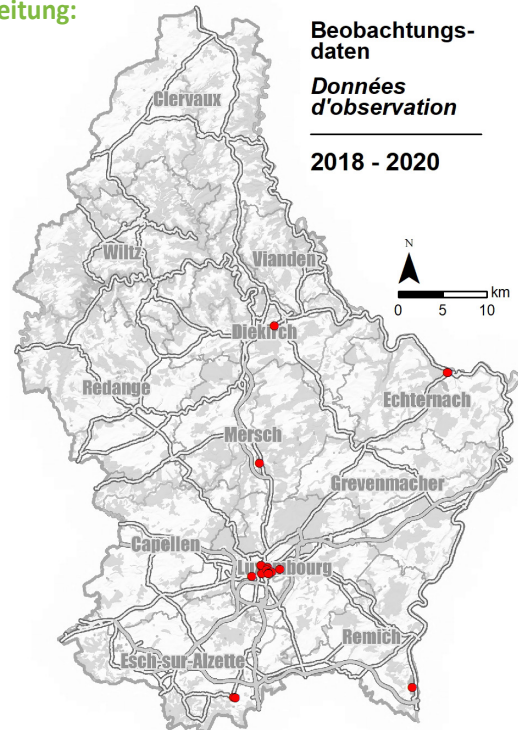 eitung:
Beobachtungs-
daten
Données
d'observation
2018 - 2020
Clervaux
Wiltz
Vianden
N
km
0 5 10
Diekirch
Redange
Echternach
Mersch
Grevenmacher
Capellen
Luxembourg
Remich
Esch-sur-Alzette